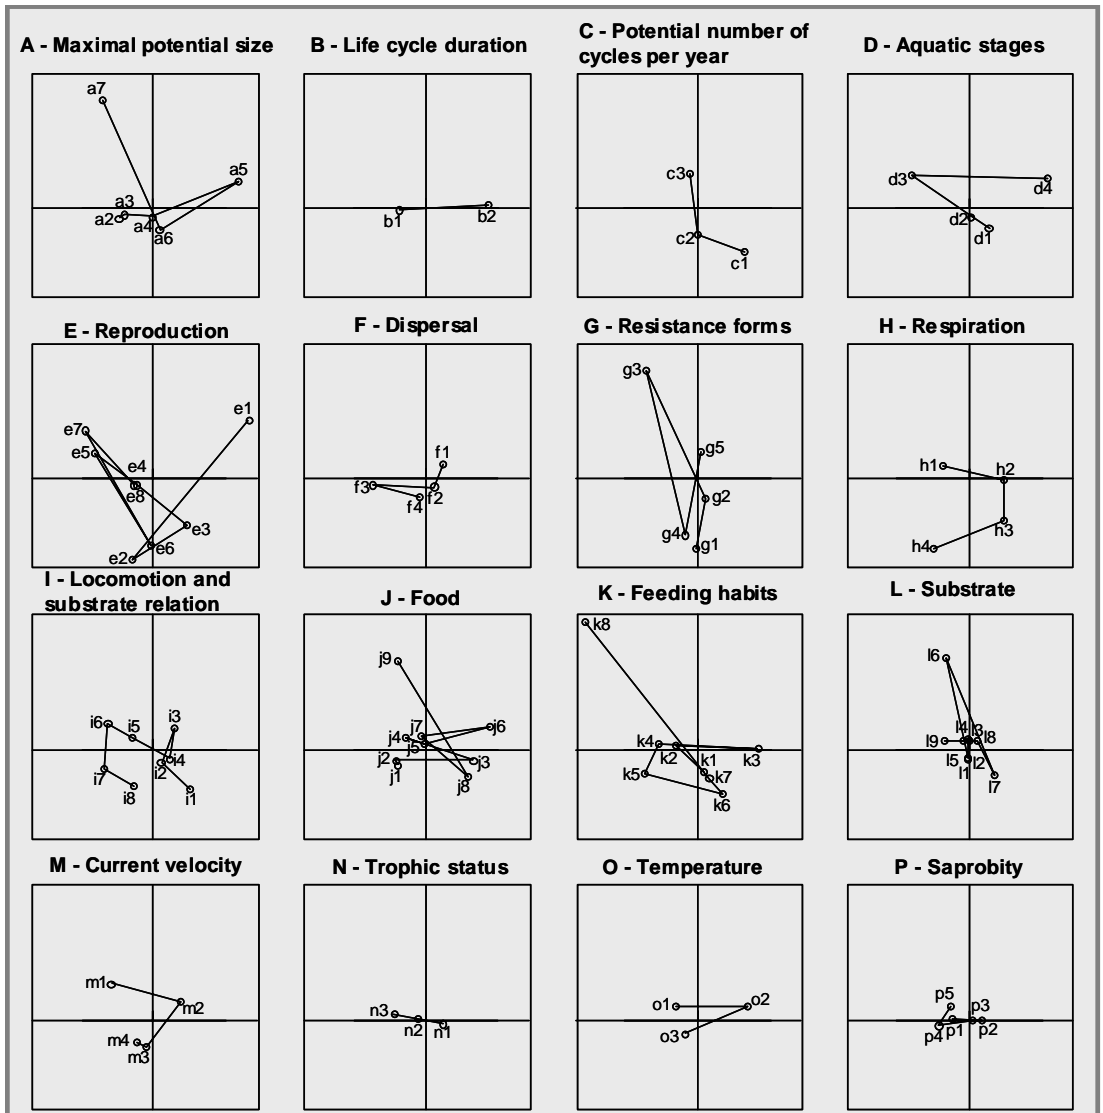 A - Maximal potential size
B - Life cycle duration
C - Potential number of
cycles per year
D - Aquatic stages
a7
a5
a3
a2
a4
a6
b1
b2
c3
c2
c1
d3
d4
d2
d1
E - Reproduction
F - Dispersal
G - Resistance forms
H - Respiration
e1
e7
e5
e4
e8
e3
e6
e2
f1
f3
f2
f4
g3
g5
g2
g4
g1
h1
h2
h3
h4
I - Locomotion and
substrate relation
J - Food
K - Feeding habits
L - Substrate
i6
i5
i3
i4
i2
i7
i8
i1
j9
j7
j6
j4
j5
j2
j3
j1
j8
k8
k4
k2
k1
k3
k5
k7
k6
l6
l4
l3
l9
l8
l5
l2
l1
l7
M - Current velocity
N - Trophic status
O - Temperature
P - Saprobity
m1
m2
m4
m3
n3
n2
n1
o1
o2
o3
p5
p3
p4
p1
p2